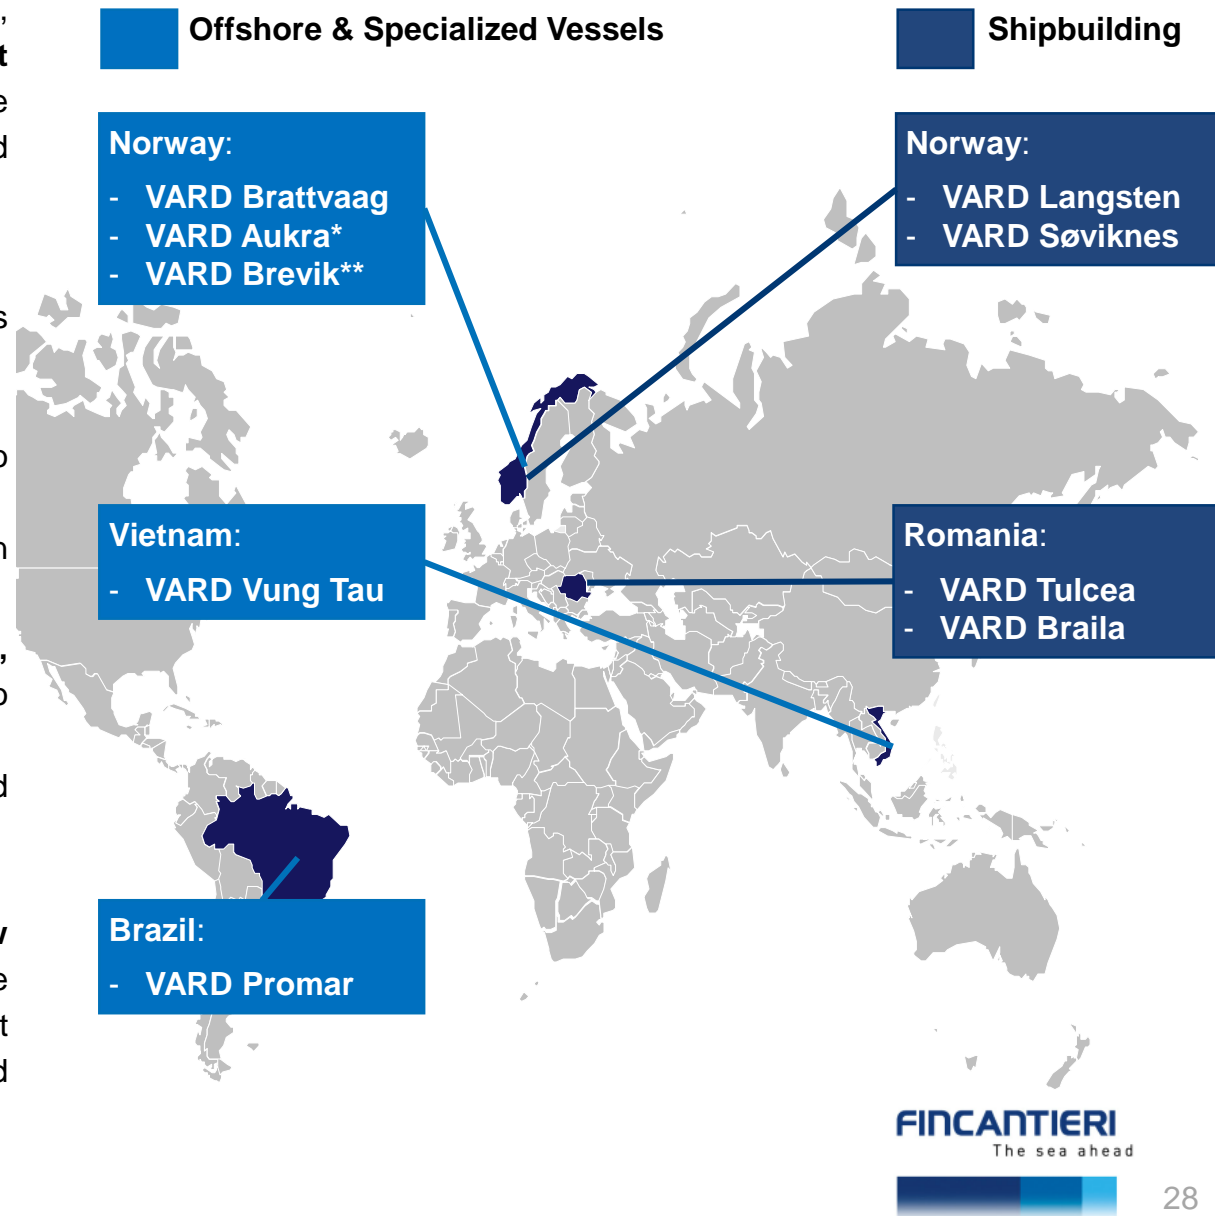 Offshore & Specialized Vessels
Shipbuilding
Norway:
- VARD Brattvaag
- VARD Aukra*
- VARD Brevik**
Norway:
- VARD Langsten
- VARD Søviknes
Vietnam:
- VARD Vung Tau
Romania:
- VARD Tulcea
- VARD Braila
Brazil:
- VARD Promar
FINCANTIERI
The sea ahead
28